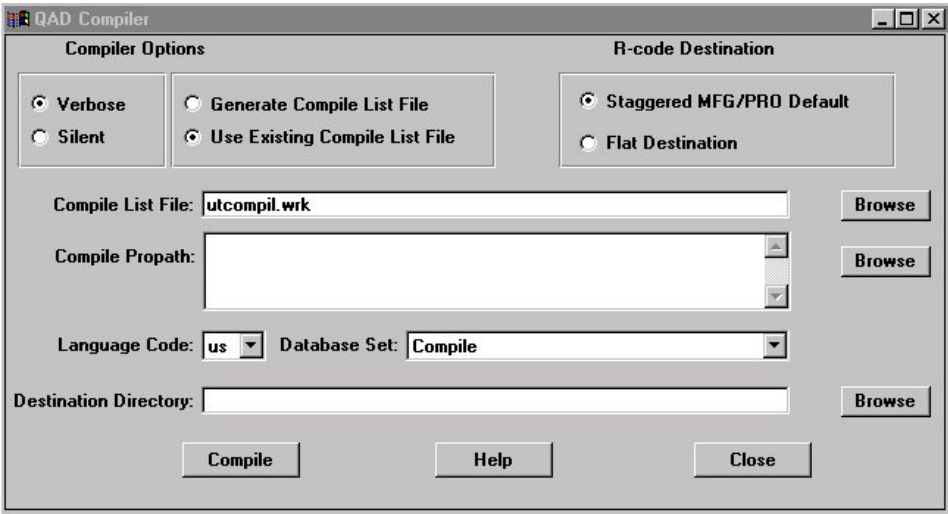 QAD Compiler
Compiler Options
R-code Destination
Verbose
Generate Compile List File
Staggered MFG/PRO Default
Silent
Use Existing Compile List File
Flat Destination
Compile List File: utcompil.wrk Browse
Compile Propath: Browse
Language Code: us Database Set: Compile
Destination Directory: Browse
Compile Help Close